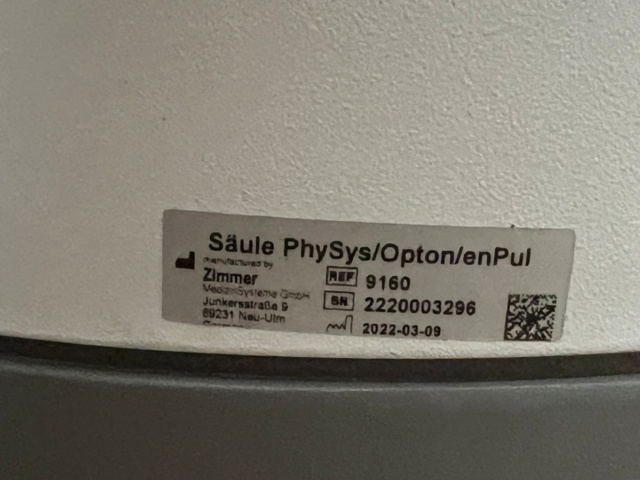 Säule PhySys/Opton/enPul
manufactured by
Zimmer
MedizinSysteme GmbH
Junkersstraße 9
89231 Neu-Ulm
Germany
REF 9160
SN 2220003296
2022-03-09